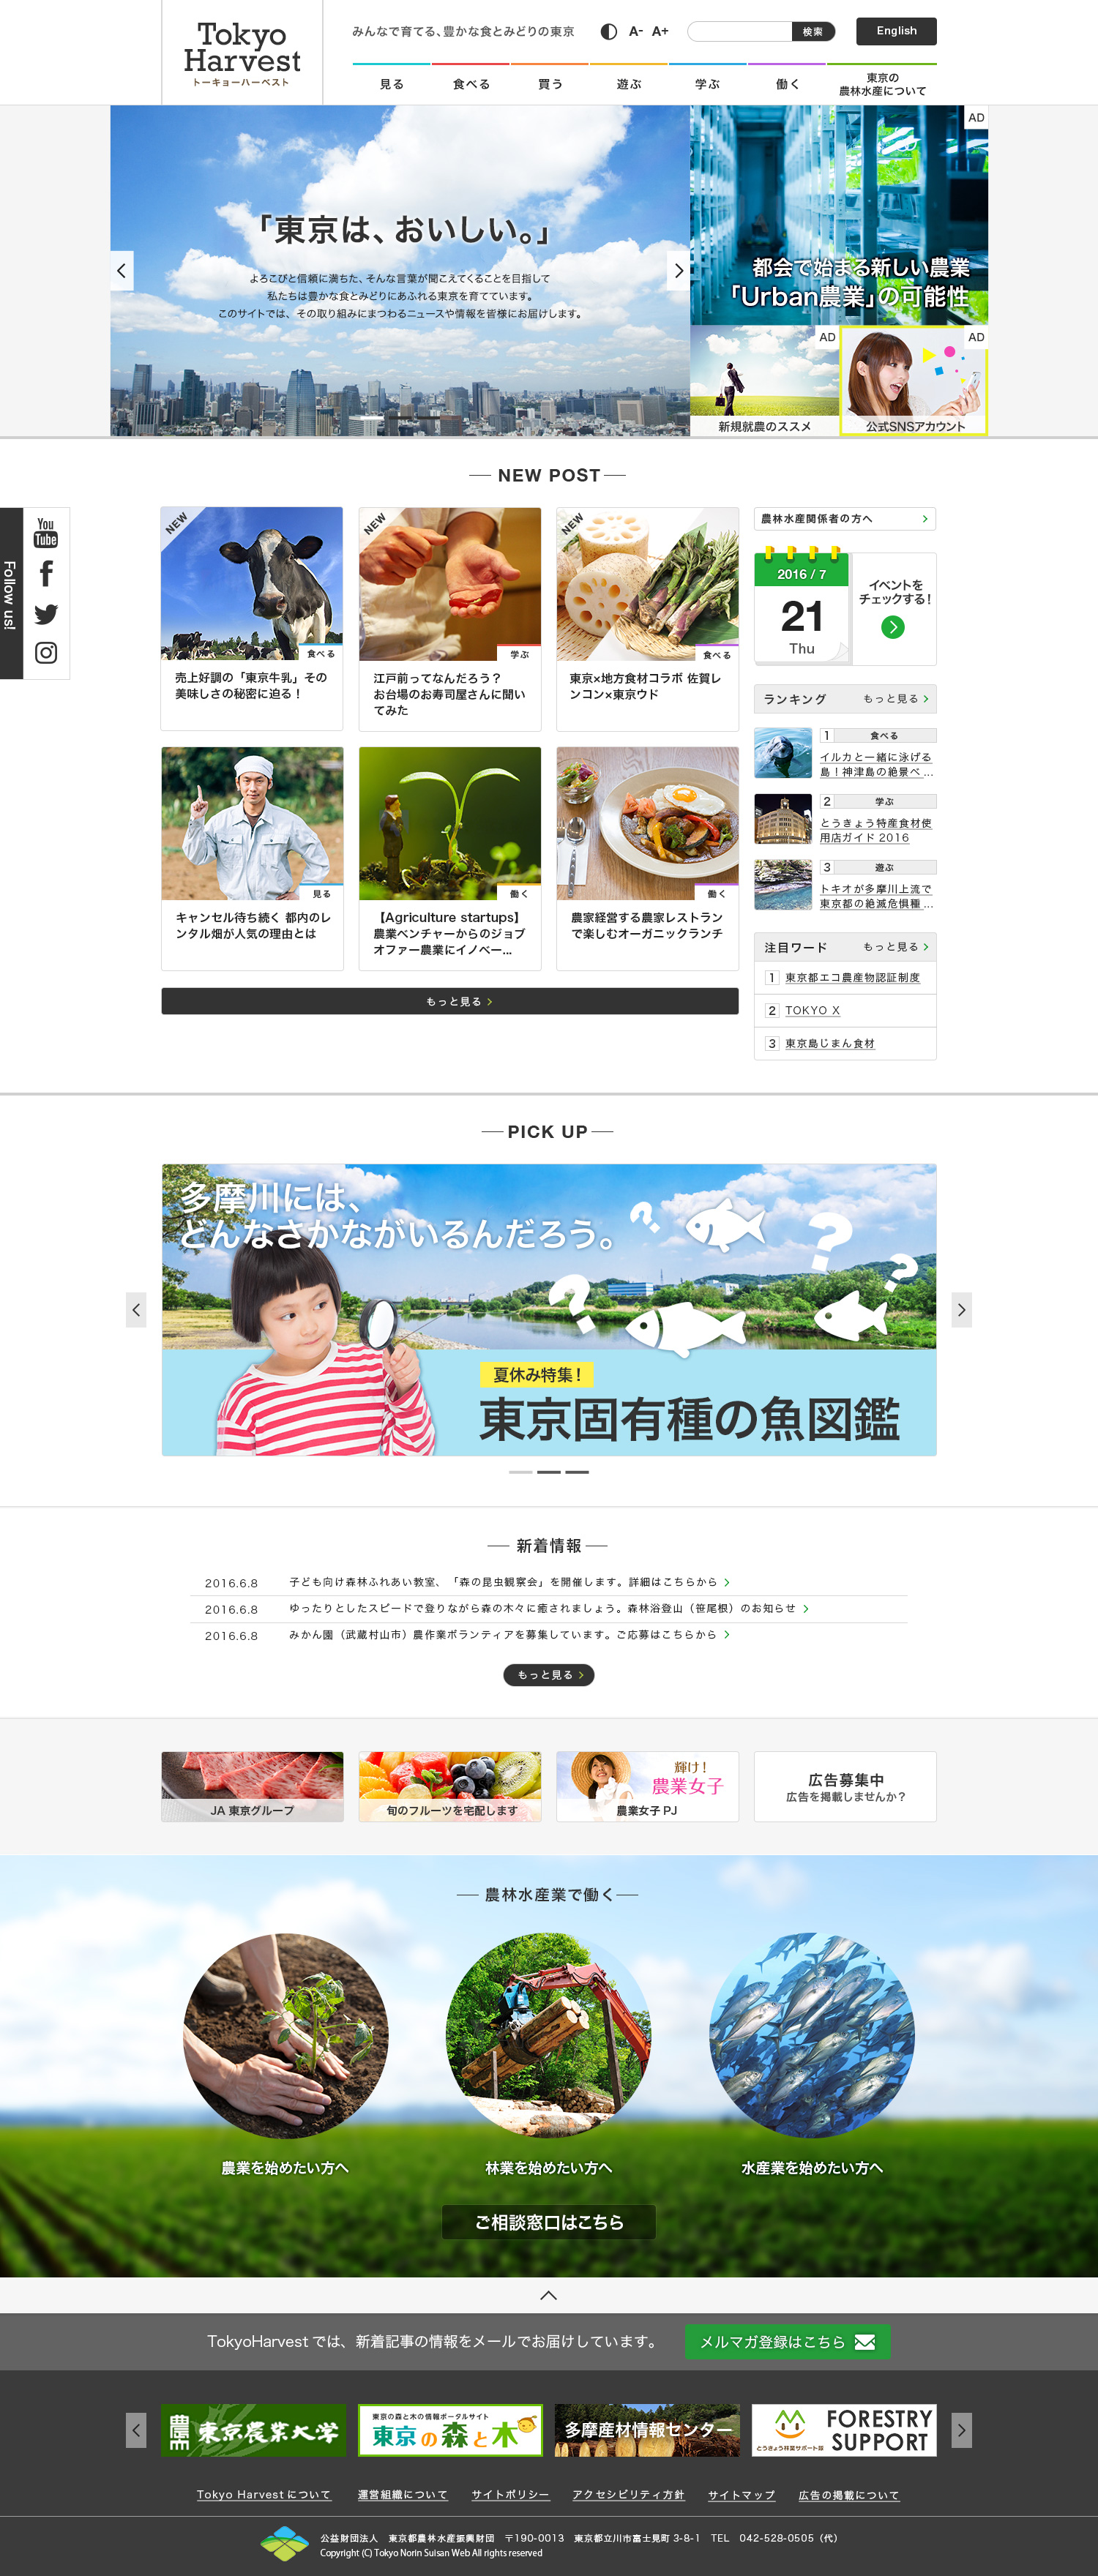 Tokyo
Harvest
トーキョーハーベスト
みんなで育てる、豊かな食とみどりの東京
A- A+
検索
English
見る
食べる
買う
遊ぶ
学ぶ
働く
東京の
農林水産について
「東京は、おいしい。」
よろこびと信頼に満ちた、そんな言葉が聞こえてくることを目指して
私たちは豊かな食とみどりにあふれる東京を育てています。
このサイトでは、その取り組みにまつわるニュースや情報を皆様にお届けします。
AD
都会で始まる新しい農業
「Urban農業」の可能性
AD
新規就農のススメ
AD
公式SNSアカウント
NEW POST
Follow us!
You
Tube
NEW
食べる
売上好調の「東京牛乳」その
美味しさの秘密に迫る！
NEW
学ぶ
江戸前ってなんだろう？
お台場のお寿司屋さんに聞い
てみた
NEW
食べる
東京×地方食材コラボ 佐賀レ
ンコン×東京ウド
見る
キャンセル待ち続く 都内のレ
ンタル畑が人気の理由とは
働く
【Agriculture startups】
農業ベンチャーからのジョブ
オファー農業にイノベー...
働く
農家経営する農家レストラン
で楽しむオーガニックランチ
もっと見る
農林水産関係者の方へ
2016 / 7
21
Thu
イベントを
チェックする！
ランキング
もっと見る
1 食べる
イルカと一緒に泳げる
島！神津島の絶景ベ…
2 学ぶ
とうきょう特産食材使
用店ガイド 2016
3 遊ぶ
トキオが多摩川上流で
東京都の絶滅危惧種…
注目ワード
もっと見る
1 東京都エコ農産物認証制度
2 TOKYO X
3 東京島じまん食材
PICK UP
多摩川には、
どんなさかながいるんだろう。
? ? ? ?
夏休み特集！
東京固有種の魚図鑑
新着情報
2016.6.8 子ども向け森林ふれあい教室、「森の昆虫観察会」を開催します。詳細はこちらから
2016.6.8 ゆったりとしたスピードで登りながら森の木々に癒されましょう。森林浴登山（笹尾根）のお知らせ
2016.6.8 みかん園（武蔵村山市）農作業ボランティアを募集しています。ご応募はこちらから
もっと見る
JA 東京グループ
旬のフルーツを宅配します
輝け！
農業女子
農業女子 PJ
広告募集中
広告を掲載しませんか？
農林水産業で働く
農業を始めたい方へ
林業を始めたい方へ
水産業を始めたい方へ
ご相談窓口はこちら
TokyoHarvest では、新着記事の情報をメールでお届けしています。
メルマガ登録はこちら
東京農業大学
東京の森と木の情報ポータルサイト
東京の森と木
多摩産材情報センター
とうきょう林業サポート隊
FORESTRY
SUPPORT
Tokyo Harvest について
運営組織について
サイトポリシー
アクセシビリティ方針
サイトマップ
広告の掲載について
公益財団法人　東京都農林水産振興財団　〒190-0013　東京都立川市富士見町 3-8-1　TEL　042-528-0505（代）
Copyright (C) Tokyo Norin Suisan Web All rights reserved